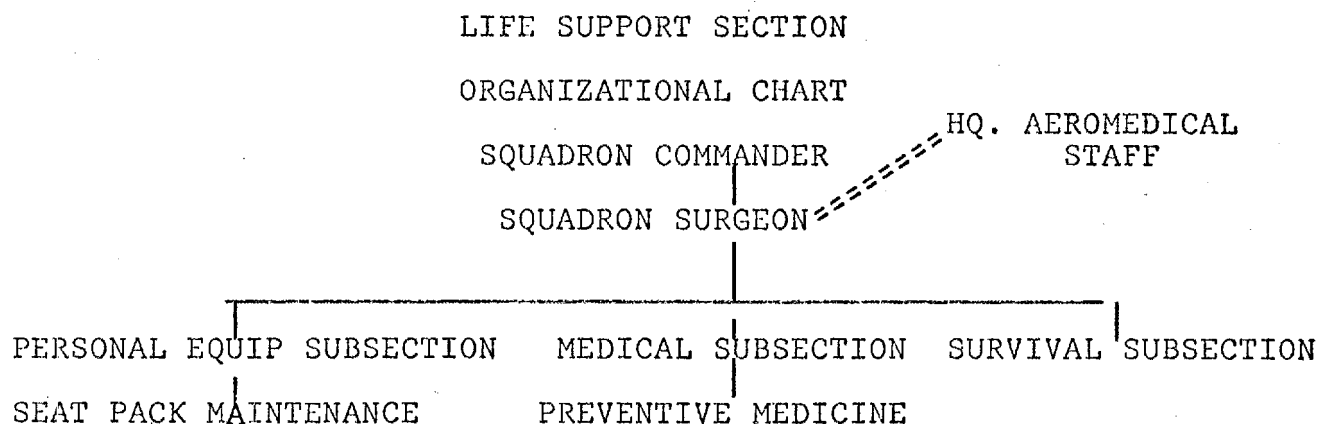 LIFE SUPPORT SECTION
ORGANIZATIONAL CHART
HQ. AEROMEDICAL
STAFF
SQUADRON COMMANDER
SQUADRON SURGEON
PERSONAL EQUIP SUBSECTION MEDICAL SUBSECTION SURVIVAL SUBSECTION
SEAT PACK MAINTENANCE PREVENTIVE MEDICINE